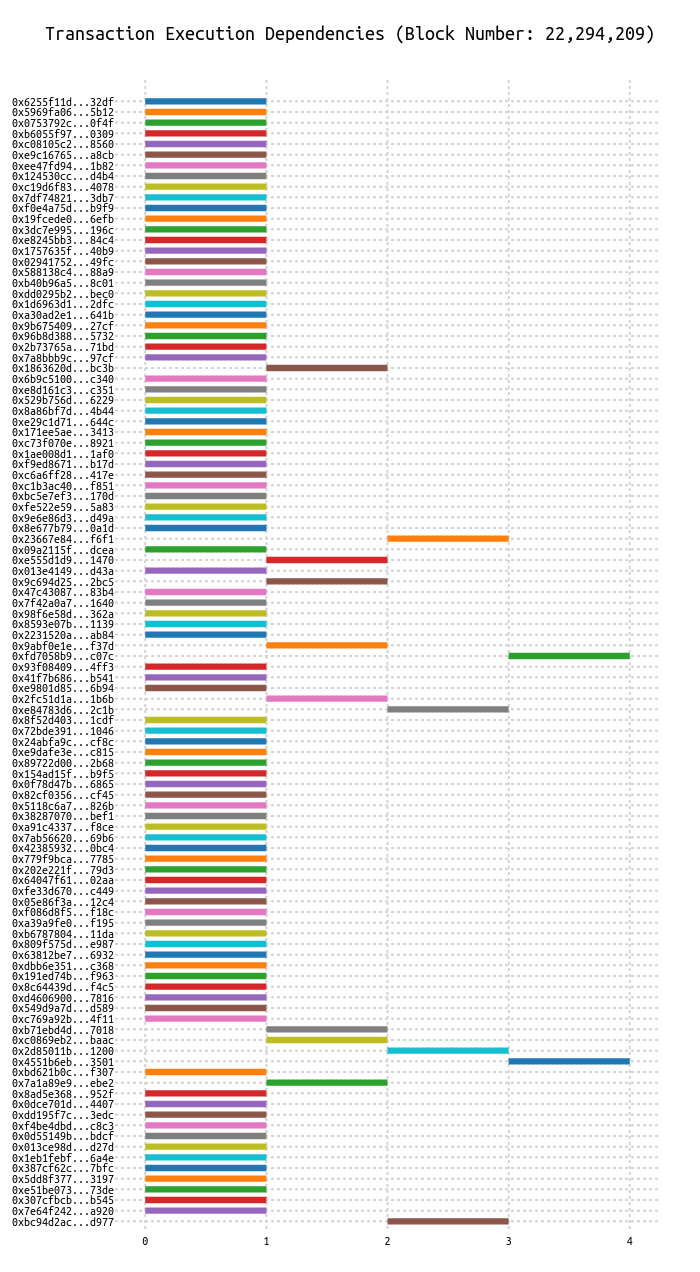 Transaction Execution Dependencies (Block Number: 22,294,209)
0x6255f11d...32df
0x5969fa06...5b12
0x0753792c...0f4f
0xb6055f97...0309
0xc08105c2...8560
0xe9c16765...a8cb
0xee47fd94...1b82
0x124530cc...d4b4
0xc19d6f83...4078
0x7df74821...3db7
0xf0e4a75d...b9f9
0x19fcede0...6efb
0x3dc7e995...196c
0xe8245bb3...84c4
0x1757635f...40b9
0x02941752...49fc
0x588138c4...88a9
0xb40b96a5...8c01
0xdd0295b2...bec0
0x1d6963d1...2dfc
0xa30ad2e1...641b
0x9b675409...27cf
0x96b8d388...5732
0x2b73765a...71bd
0x7a8bbb9c...97cf
0x1863620d...bc3b
0x6b9c5100...c340
0xe8d161c3...c351
0x529b756d...6229
0x8a86bf7d...4b44
0xe29c1d71...644c
0x171ee5ae...3413
0xc73f070e...8921
0x1ae008d1...1af0
0xf9ed8671...b17d
0xc6a6ff28...417e
0xc1b3ac40...f851
0xbc5e7ef3...170d
0xfe522e59...5a83
0x9e6e86d3...d49a
0x8e677b79...0a1d
0x23667e84...f6f1
0x09a2115f...dcea
0xe555d1d9...1470
0x013e4149...d43a
0x9c694d25...2bc5
0x47c43087...83b4
0x7f42a0a7...1640
0x98f6e58d...362a
0x8593e07b...1139
0x2231520a...ab84
0x9abf0e1e...f37d
0xfd7058b9...c07c
0x93f08409...4ff3
0x41f7b686...b541
0xe9801d85...6b94
0x2fc51d1a...1b6b
0xe84783d6...2c1b
0x8f52d403...1cdf
0x72bde391...1046
0x24abfa9c...cf8c
0xe9dafe3e...c815
0x89722d00...2b68
0x154ad15f...b9f5
0x0f78d47b...6865
0x82cf0356...cf45
0x5118c6a7...826b
0x38287070...bef1
0xa91c4337...f8ce
0x7ab56620...69b6
0x42385932...0bc4
0x779f9bca...7785
0x202e221f...79d3
0x64047f61...02aa
0xfe33d670...c449
0x05e86f3a...12c4
0xf086d8f5...f18c
0xa39a9fe0...f195
0xb6787804...11da
0x809f575d...e987
0x63812be7...6932
0xdbb6e351...c368
0x191ed74b...f963
0x8c64439d...f4c5
0xd4606900...7816
0x549d9a7d...d589
0xc769a92b...4f11
0xb71ebd4d...7018
0xc0869eb2...baac
0x2d85011b...1200
0x4551b6eb...3501
0xbd621b0c...f307
0x7a1a89e9...ebe2
0x8ad5e368...952f
0x0dce701d...4407
0xdd195f7c...3edc
0xf4be4dbd...c8c3
0x0d55149b...bdcf
0x013ce98d...d27d
0x1eb1febf...6a4e
0x387cf62c...7bfc
0x5dd8f377...3197
0xe51be073...73de
0x307cfbcb...b545
0x7e64f242...a920
0xbc94d2ac...d977
0 1 2 3 4